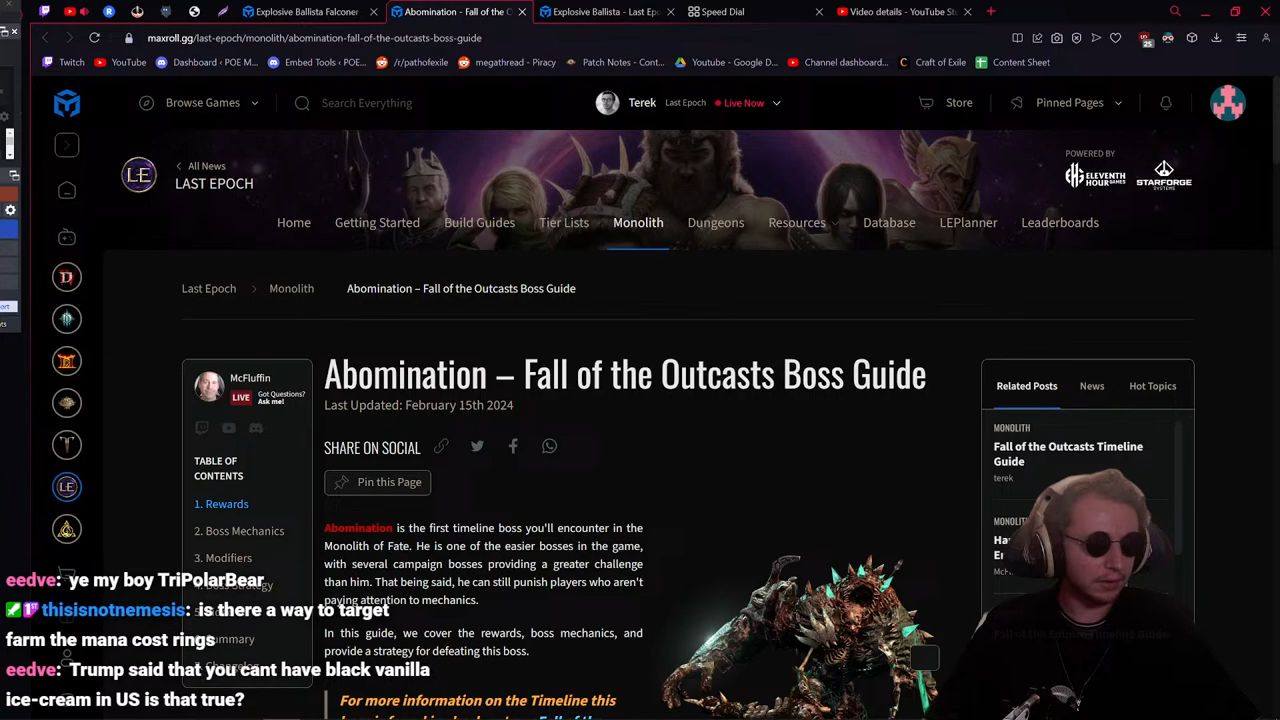 Explosive Ballista Falconer
Abomination - Fall of the O
Explosive Ballista - Last Ep
Speed Dial
Video details - YouTube St
maxroll.gg/last-epoch/monolith/abomination-fall-of-the-outcasts-boss-guide
25
Twitch
YouTube
Dashboard ‹ POE M...
Embed Tools ‹ POE...
/r/pathofexile
megathread - Piracy
Patch Notes - Cont...
Youtube - Google D...
Channel dashboard...
Craft of Exile
Content Sheet
Browse Games
Search Everything
Terek
Last Epoch
Live Now
Store
Pinned Pages
All News
LAST EPOCH
POWERED BY
ELEVENTH HOUR GAMES
STARFORGE SYSTEMS
Home
Getting Started
Build Guides
Tier Lists
Monolith
Dungeons
Resources
Database
LEPlanner
Leaderboards
Last Epoch
Monolith
Abomination – Fall of the Outcasts Boss Guide
McFluffin
LIVE
Got Questions?
Ask me!
TABLE OF
CONTENTS
1. Rewards
2. Boss Mechanics
3. Modifiers
Abomination – Fall of the Outcasts Boss Guide
Last Updated: February 15th 2024
SHARE ON SOCIAL
Pin this Page
Abomination is the first timeline boss you'll encounter in the
Monolith of Fate. He is one of the easier bosses in the game,
with several campaign bosses providing a greater challenge
than him. That being said, he can still punish players who aren't
paying attention to mechanics.
In this guide, we cover the rewards, boss mechanics, and
provide a strategy for defeating this boss.
For more information on the Timeline this
Related Posts
News
Hot Topics
MONOLITH
Fall of the Outcasts Timeline
Guide
terek
eedve: ye my boy TriPolarBear
thisisnotnemesis: is there a way to target
farm the mana cost rings
eedve: Trump said that you cant have black vanilla
ice-cream in US is that true?